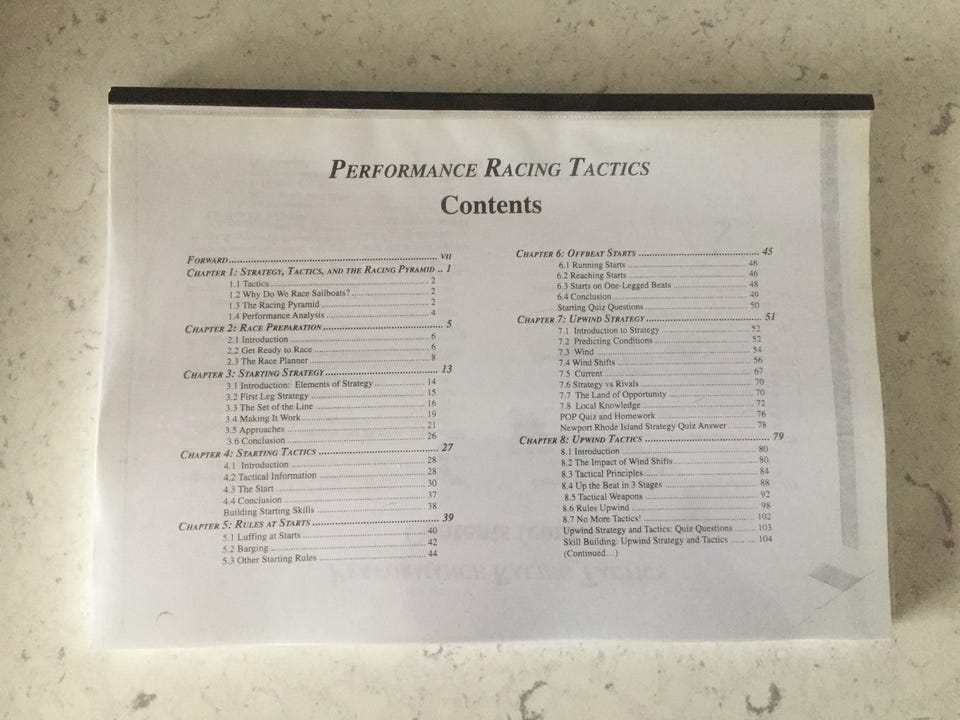 PERFORMANCE RACING TACTICS
Contents
FORWARD.......... VII
CHAPTER 1: STRATEGY, TACTICS, AND THE RACING PYRAMID .. 1
1.1 Tactics .......... 2
1.2 Why Do We Race Sailboats? .......... 2
1.3 The Racing Pyramid .......... 2
1.4 Performance Analysis .......... 4
CHAPTER 2: RACE PREPARATION .......... 5
2.1 Introduction .......... 6
2.2 Get Ready to Race .......... 6
2.3 The Race Planner .......... 8
CHAPTER 3: STARTING STRATEGY .......... 13
3.1 Introduction: Elements of Strategy .......... 14
3.2 First Leg Strategy .......... 15
3.3 The Set of the Line .......... 16
3.4 Making It Work .......... 19
3.5 Approaches .......... 21
3.6 Conclusion .......... 26
CHAPTER 4: STARTING TACTICS .......... 27
4.1 Introduction .......... 28
4.2 Tactical Information .......... 28
4.3 The Start .......... 30
4.4 Conclusion .......... 37
Building Starting Skills .......... 38
CHAPTER 5: RULES AT STARTS .......... 39
5.1 Luffing at Starts .......... 40
5.2 Barging .......... 42
5.3 Other Starting Rules .......... 44
CHAPTER 6: OFFBEAT STARTS .......... 45
6.1 Running Starts .......... 46
6.2 Reaching Starts .......... 46
6.3 Starts on One-Legged Beats .......... 48
6.4 Conclusion .......... 49
Starting Quiz Questions .......... 50
CHAPTER 7: UPWIND STRATEGY .......... 51
7.1 Introduction to Strategy .......... 52
7.2 Predicting Conditions .......... 52
7.3 Wind .......... 54
7.4 Wind Shifts .......... 56
7.5 Current .......... 67
7.6 Strategy vs Rivals .......... 70
7.7 The Land of Opportunity .......... 70
7.8 Local Knowledge .......... 72
POP Quiz and Homework .......... 76
Newport Rhode Island Strategy Quiz Answer .......... 78
CHAPTER 8: UPWIND TACTICS .......... 79
8.1 Introduction .......... 80
8.2 The Impact of Wind Shifts .......... 80
8.3 Tactical Principles .......... 84
8.4 Up the Beat in 3 Stages .......... 88
8.5 Tactical Weapons .......... 92
8.6 Rules Upwind .......... 98
8.7 No More Tactics! .......... 102
Upwind Strategy and Tactics: Quiz Questions .......... 103
Skill Building: Upwind Strategy and Tactics .......... 104
(Continued...)